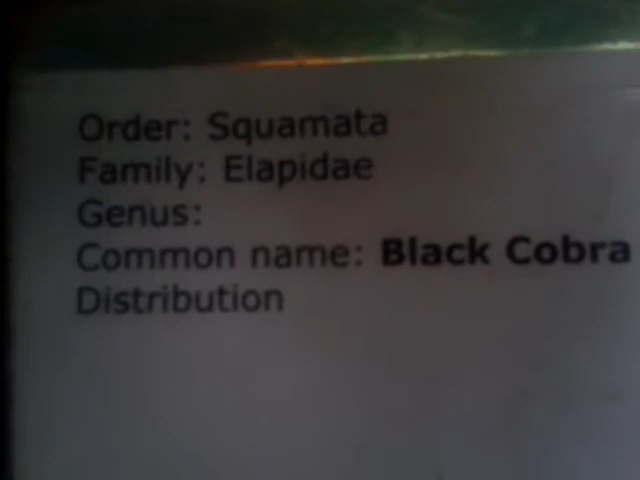 Order: Squamata
Family: Elapidae
Genus:
Common name: Black Cobra
Distribution